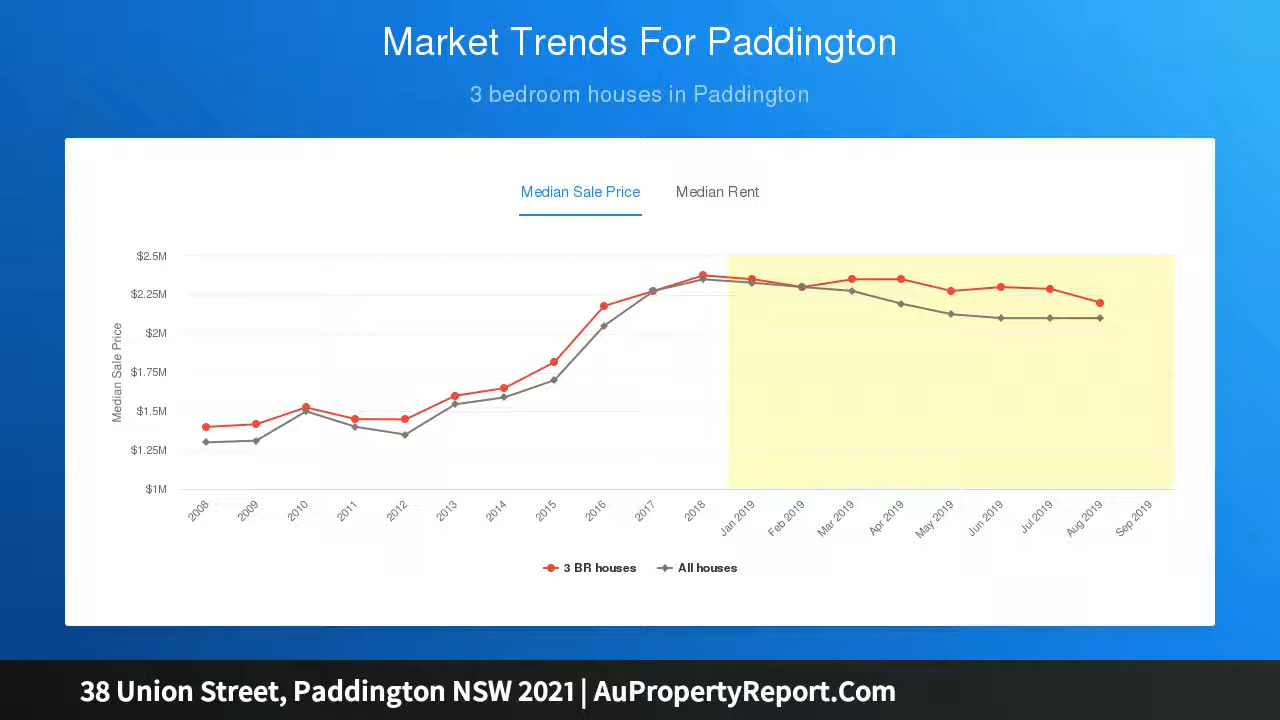 Market Trends For Paddington
3 bedroom houses in Paddington
Median Sale Price Median Rent
$2.5M
$2.25M
$2M
$1.75M
$1.5M
$1.25M
$1M
Median Sale Price
2008 2009 2010 2011 2012 2013 2014 2015 2016 2017 2018 Jan 2019 Feb 2019 Mar 2019 Apr 2019 May 2019 Jun 2019 Jul 2019 Aug 2019 Sep 2019
3 BR houses All houses
38 Union Street, Paddington NSW 2021 | AuPropertyReport.Com